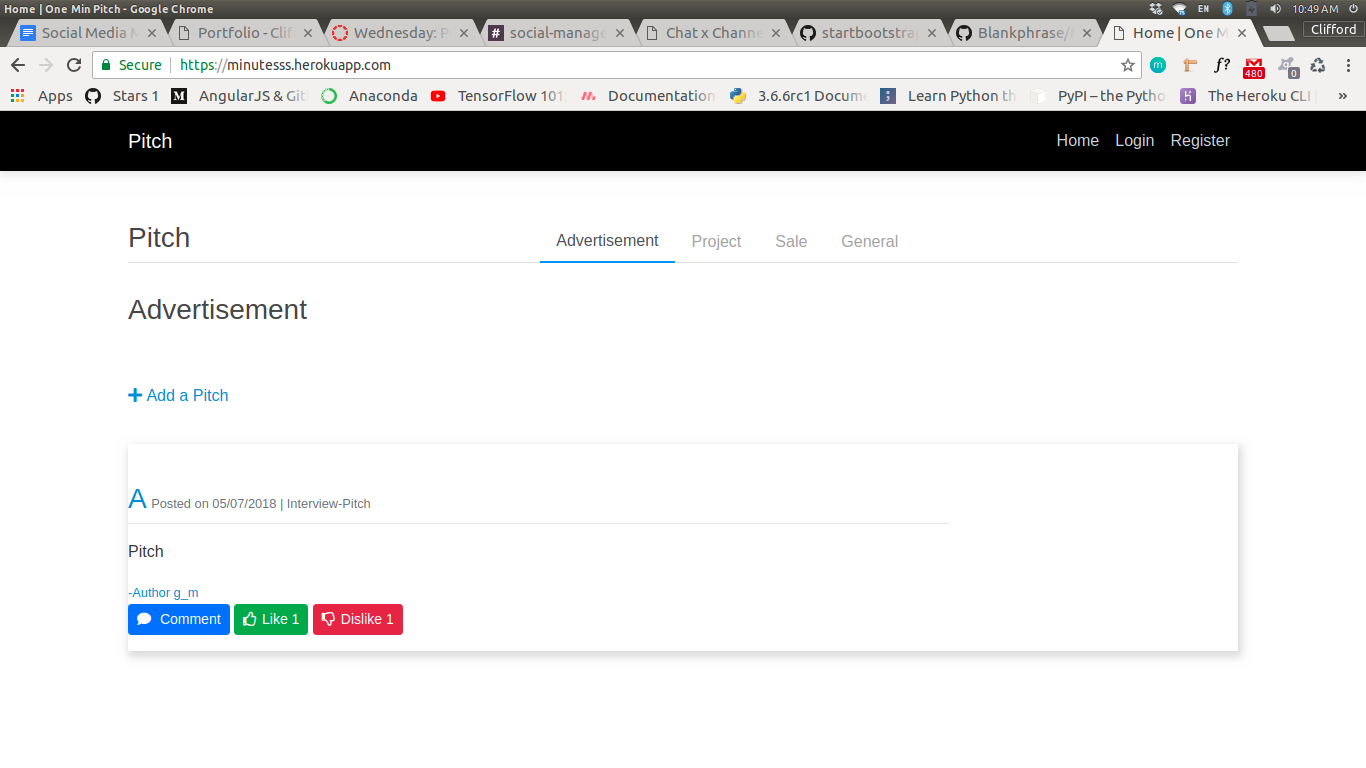 Home | One Min Pitch - Google Chrome
EN
10:49 AM
Social Media
Portfolio - Clif
Wednesday: P
social-manage
Chat x Channe
startbootstrap
Blankphrase/
Home | One M
Clifford
Secure
https://minutesss.herokuapp.com
m
f?
480
0
Apps
Stars 1
AngularJS & Git
Anaconda
TensorFlow 101
Documentation
3.6.6rc1 Docum
Learn Python th
PyPI – the Pytho
The Heroku CLI
»
Pitch
Home Login Register
Pitch
Advertisement Project Sale General
Advertisement
Add a Pitch
A Posted on 05/07/2018 | Interview-Pitch
Pitch
-Author g_m
Comment Like 1 Dislike 1